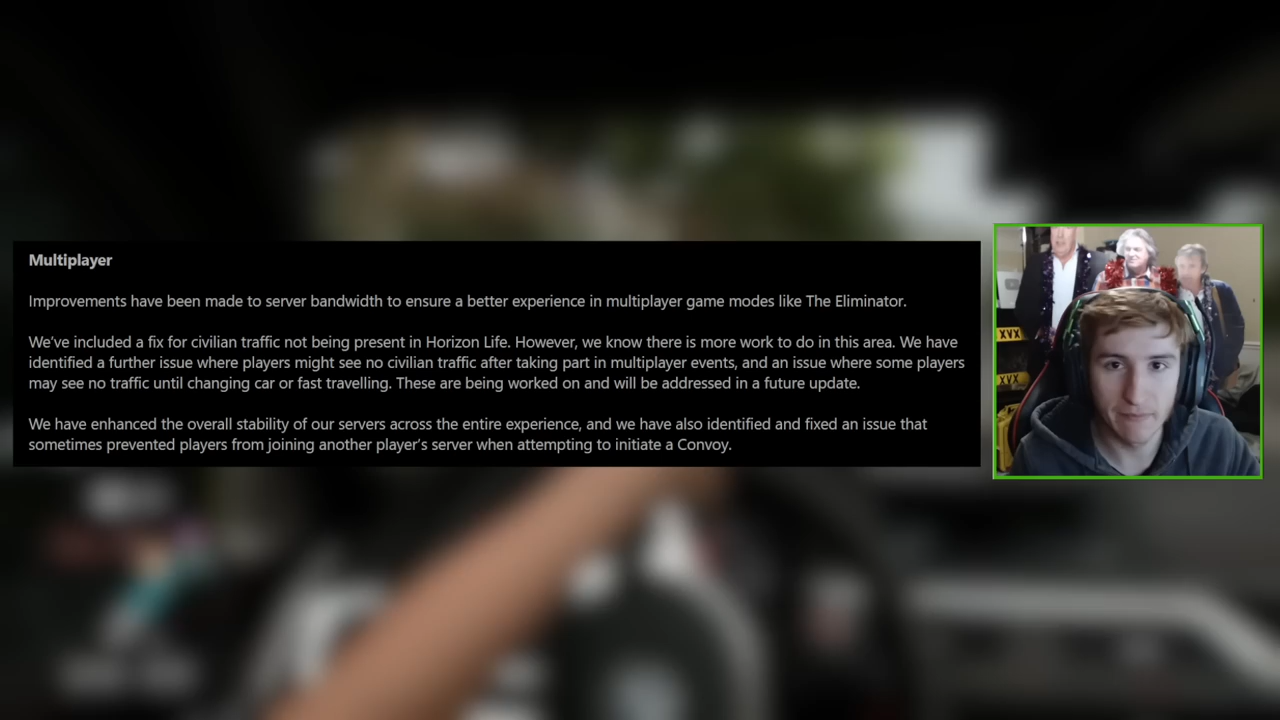 Multiplayer
Improvements have been made to server bandwidth to ensure a better experience in multiplayer game modes like The Eliminator.
We've included a fix for civilian traffic not being present in Horizon Life. However, we know there is more work to do in this area. We have
identified a further issue where players might see no civilian traffic after taking part in multiplayer events, and an issue where some players
may see no traffic until changing car or fast travelling. These are being worked on and will be addressed in a future update.
We have enhanced the overall stability of our servers across the entire experience, and we have also identified and fixed an issue that
sometimes prevented players from joining another player's server when attempting to initiate a Convoy.
XVX
XVX